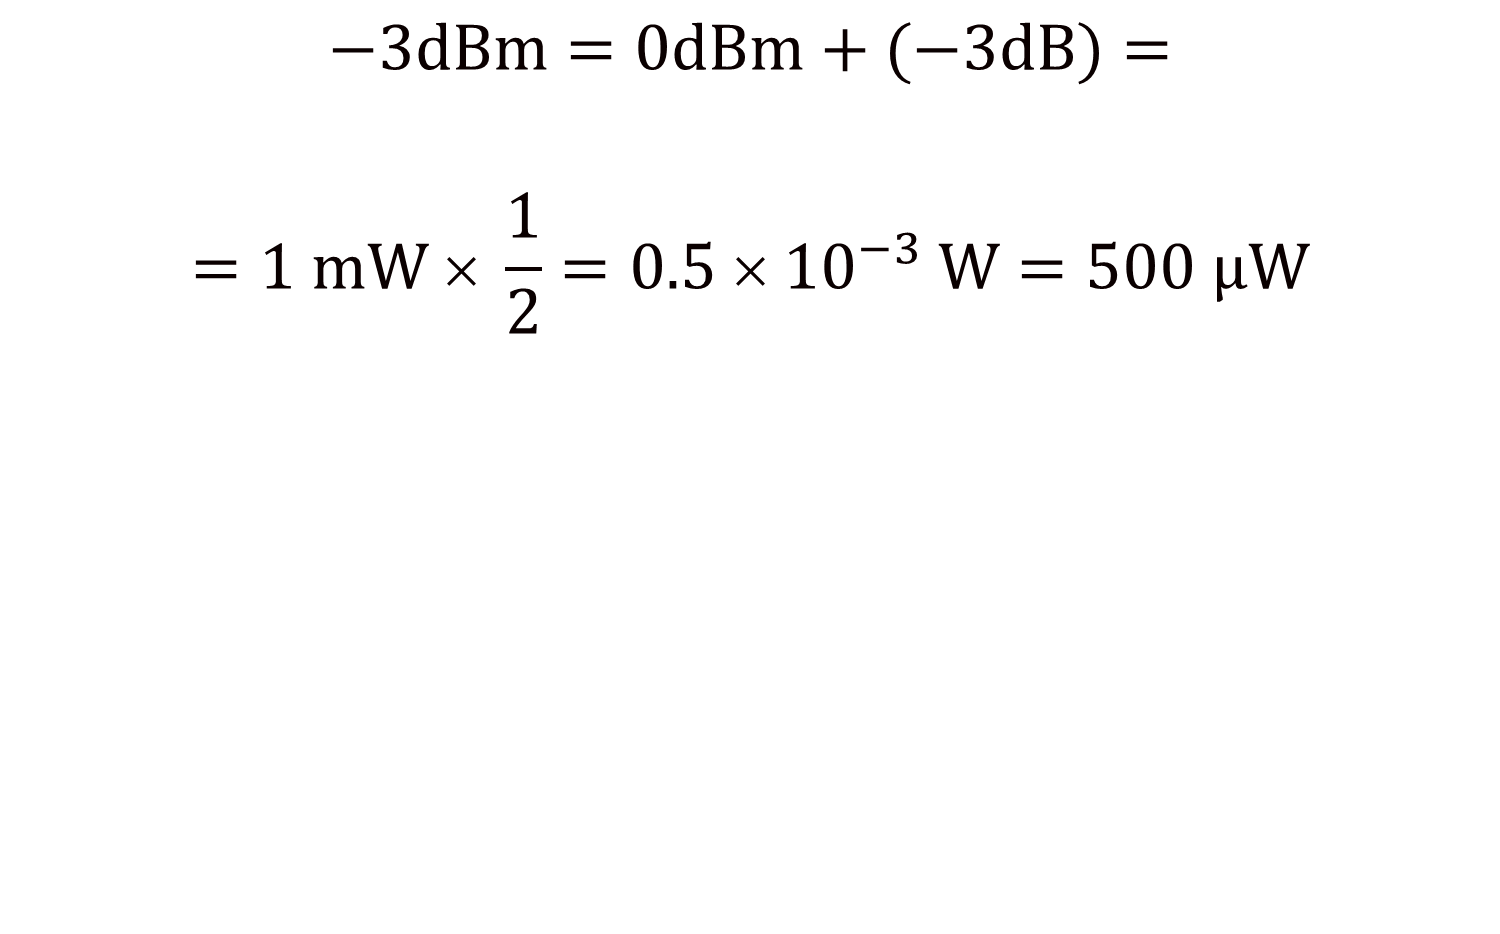 −3dBm = 0dBm + (−3dB) =
= 1 mW × 1/2 = 0.5 × 10⁻³ W = 500 μW